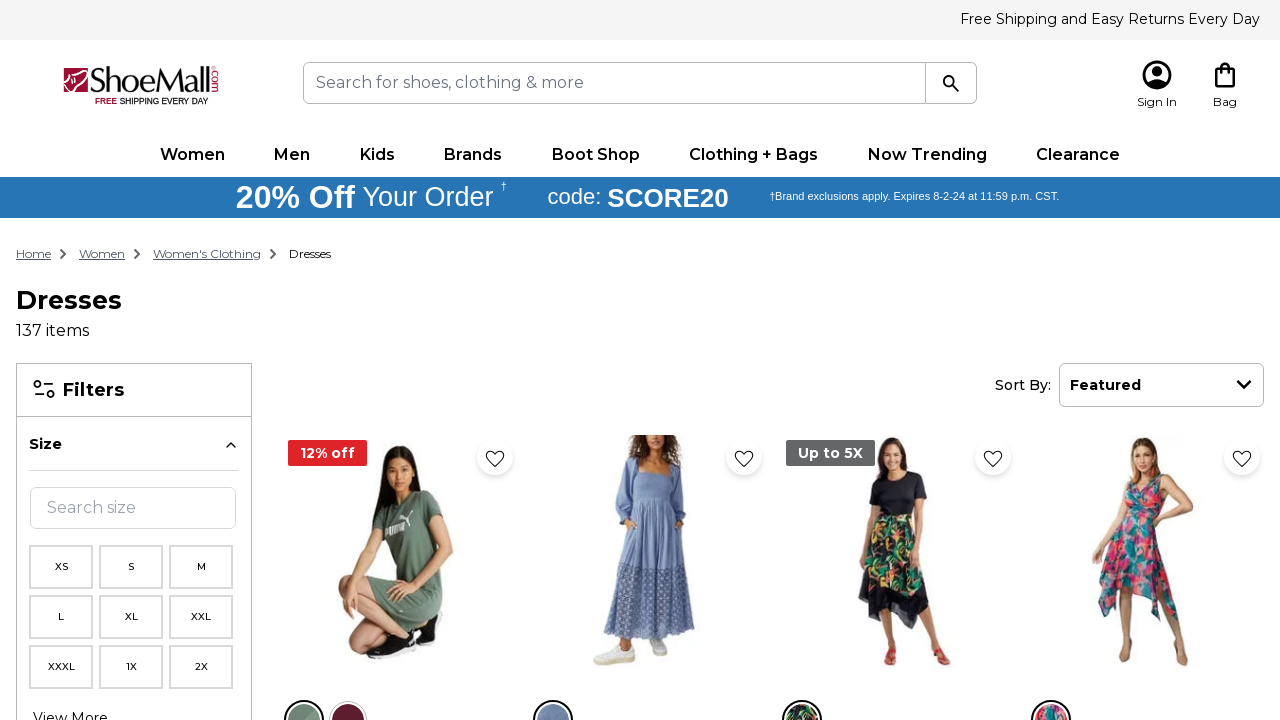 Free Shipping and Easy Returns Every Day
ShoeMall.com
FREE SHIPPING EVERY DAY
Search for shoes, clothing & more
Sign In
Bag
Women
Men
Kids
Brands
Boot Shop
Clothing + Bags
Now Trending
Clearance
20% Off Your Order † code: SCORE20 †Brand exclusions apply. Expires 8-2-24 at 11:59 p.m. CST.
Home
Women
Women's Clothing
Dresses
Dresses
137 items
Filters
Sort By:
Featured
Size
Search size
XS
S
M
L
XL
XXL
XXXL
1X
2X
View More
12% off
Up to 5X